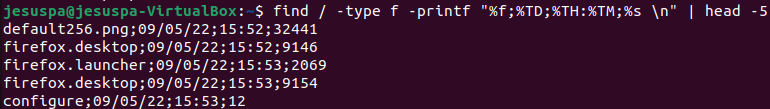 jesuspa@jesuspa-VirtualBox:~$ find / -type f -printf "%f;%TD;%TH:%TM;%s \n" | head -5
default256.png;09/05/22;15:52;32441
firefox.desktop;09/05/22;15:52;9146
firefox.launcher;09/05/22;15:53;2069
firefox.desktop;09/05/22;15:53;9154
configure;09/05/22;15:53;12